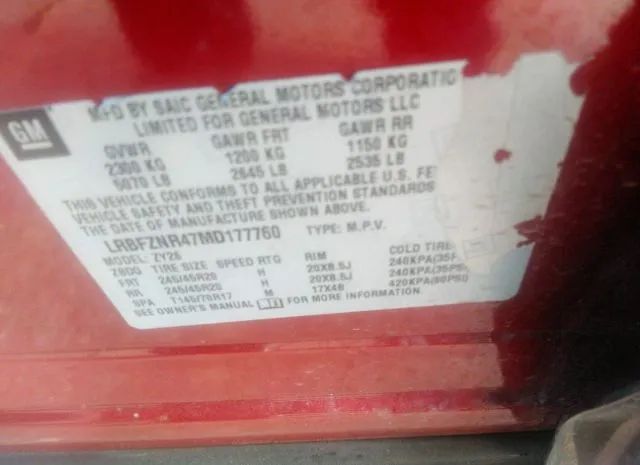 GM
MFD BY SAIC GENERAL MOTORS CORPORATIO
LIMITED FOR GENERAL MOTORS LLC
GVWR GAWR FRT GAWR RR
2300 KG 1200 KG 1150 KG
5070 LB 2645 LB 2535 LB
THIS VEHICLE CONFORMS TO ALL APPLICABLE U.S. FE
VEHICLE SAFETY AND THEFT PREVENTION STANDARDS
THE DATE OF MANUFACTURE SHOWN ABOVE.
LRBFZNR47MD177760 TYPE: M.P.V.
MODEL: ZY26
TIRE SIZE SPEED RTG RIM COLD TIRE
FRT 245/45R20 H 20X8.5J 240KPA(35P
RR 245/45R20 H 20X8.5J 240KPA(35PSI
SPA T145/70R17 M 17X4B 420KPA(60PSI)
SEE OWNER'S MANUAL FOR MORE INFORMATION.